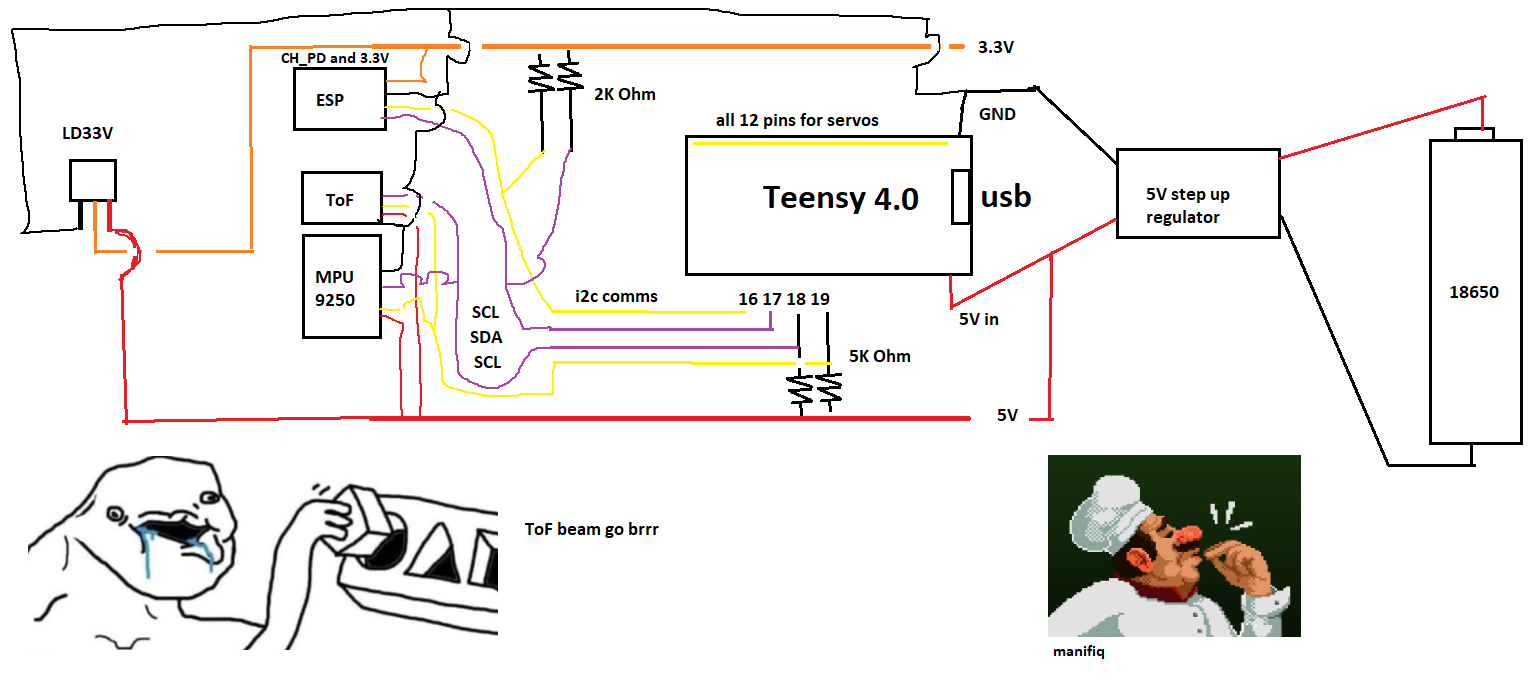 3.3V
CH_PD and 3.3V
ESP
2K Ohm
LD33V
all 12 pins for servos
GND
Teensy 4.0
usb
5V step up
regulator
ToF
MPU
9250
i2c comms
16 17 18 19
SCL
SDA
SCL
5V in
5K Ohm
18650
5V
ToF beam go brrr
manifiq